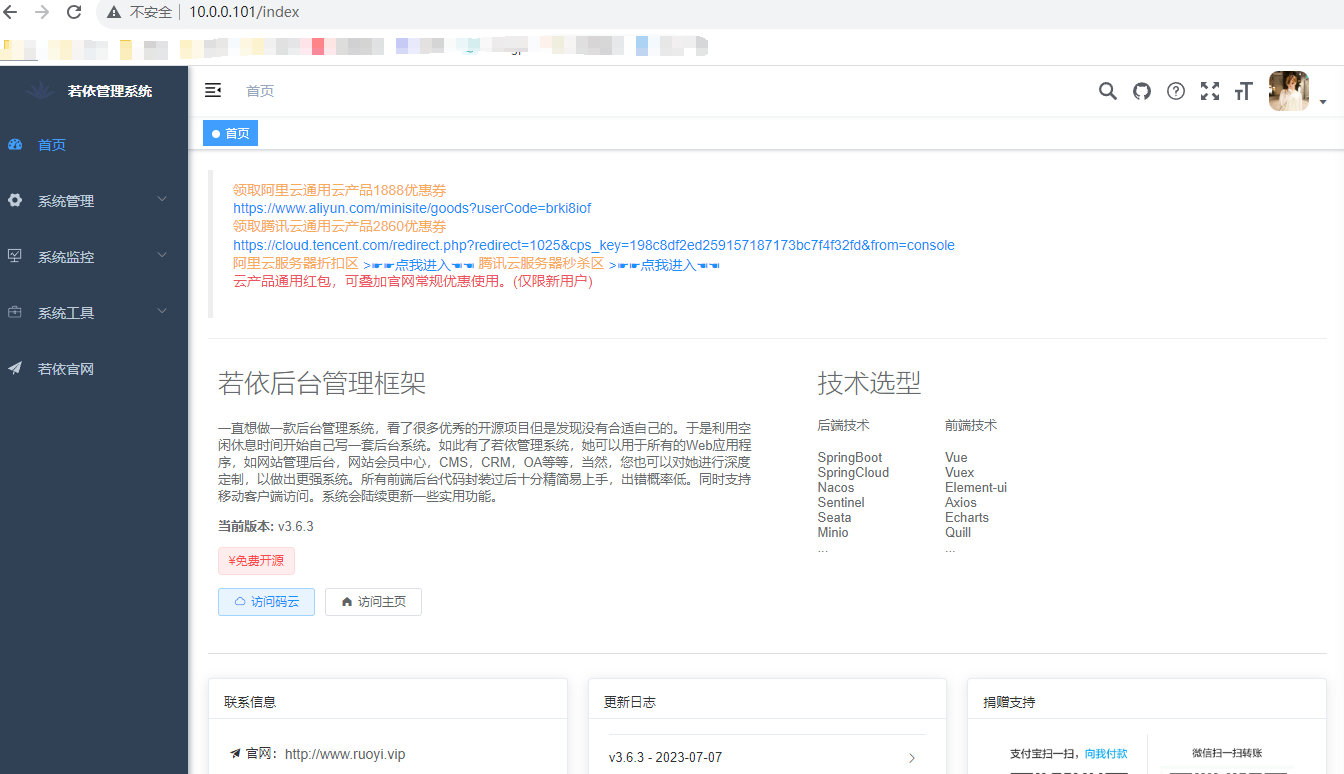 不安全 10.0.0.101/index
若依管理系统
首页
系统管理
系统监控
系统工具
若依官网
首页
首页
领取阿里云通用云产品1888优惠券
https://www.aliyun.com/minisite/goods?userCode=brki8iof
领取腾讯云通用云产品2860优惠券
https://cloud.tencent.com/redirect.php?redirect=1025&cps_key=198c8df2ed259157187173bc7f4f32fd&from=console
阿里云服务器折扣区 >☛☛点我进入☚☚ 腾讯云服务器秒杀区 >☛☛点我进入☚☚
云产品通用红包，可叠加官网常规优惠使用。(仅限新用户)
若依后台管理框架
一直想做一款后台管理系统，看了很多优秀的开源项目但是发现没有合适自己的。于是利用空
闲休息时间开始自己写一套后台系统。如此有了若依管理系统，她可以用于所有的Web应用程
序，如网站管理后台，网站会员中心，CMS，CRM，OA等等，当然，您也可以对她进行深度
定制，以做出更强系统。所有前端后台代码封装过后十分精简易上手，出错概率低。同时支持
移动客户端访问。系统会陆续更新一些实用功能。
当前版本: v3.6.3
¥免费开源
访问码云 访问主页
技术选型
后端技术
SpringBoot
SpringCloud
Nacos
Sentinel
Seata
Minio
...
前端技术
Vue
Vuex
Element-ui
Axios
Echarts
Quill
...
联系信息
官网：http://www.ruoyi.vip
更新日志
v3.6.3 - 2023-07-07
捐赠支持
支付宝扫一扫，向我付款
微信扫一扫转账